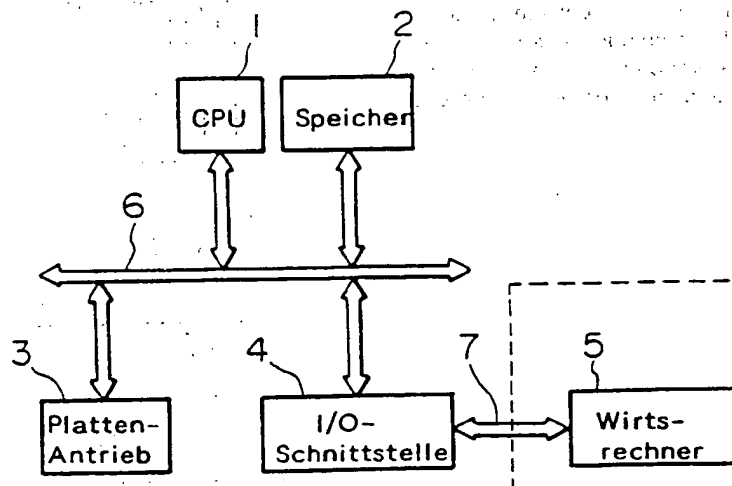 1
2
CPU
Speicher
6
3
4
7
5
Platten-
Antrieb
I/O-
Schnittstelle
Wirts-
rechner